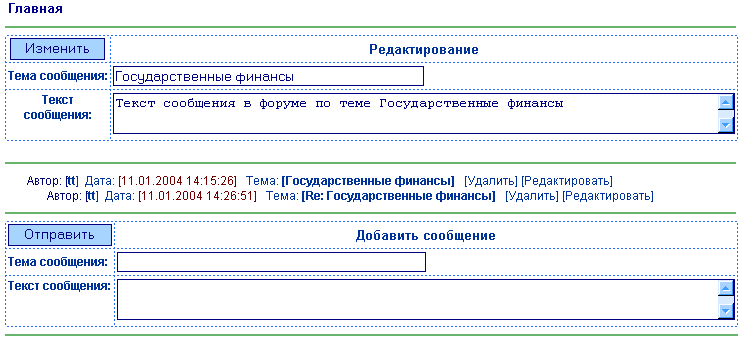 Главная
Изменить Редактирование
Тема сообщения: Государственные финансы
Текст сообщения: Текст сообщения в форуме по теме Государственные финансы
Автор: [tt] Дата: [11.01.2004 14:15:26] Тема: [Государственные финансы] [Удалить] [Редактировать]
Автор: [tt] Дата: [11.01.2004 14:26:51] Тема: [Re: Государственные финансы] [Удалить] [Редактировать]
Отправить Добавить сообщение
Тема сообщения:
Текст сообщения: